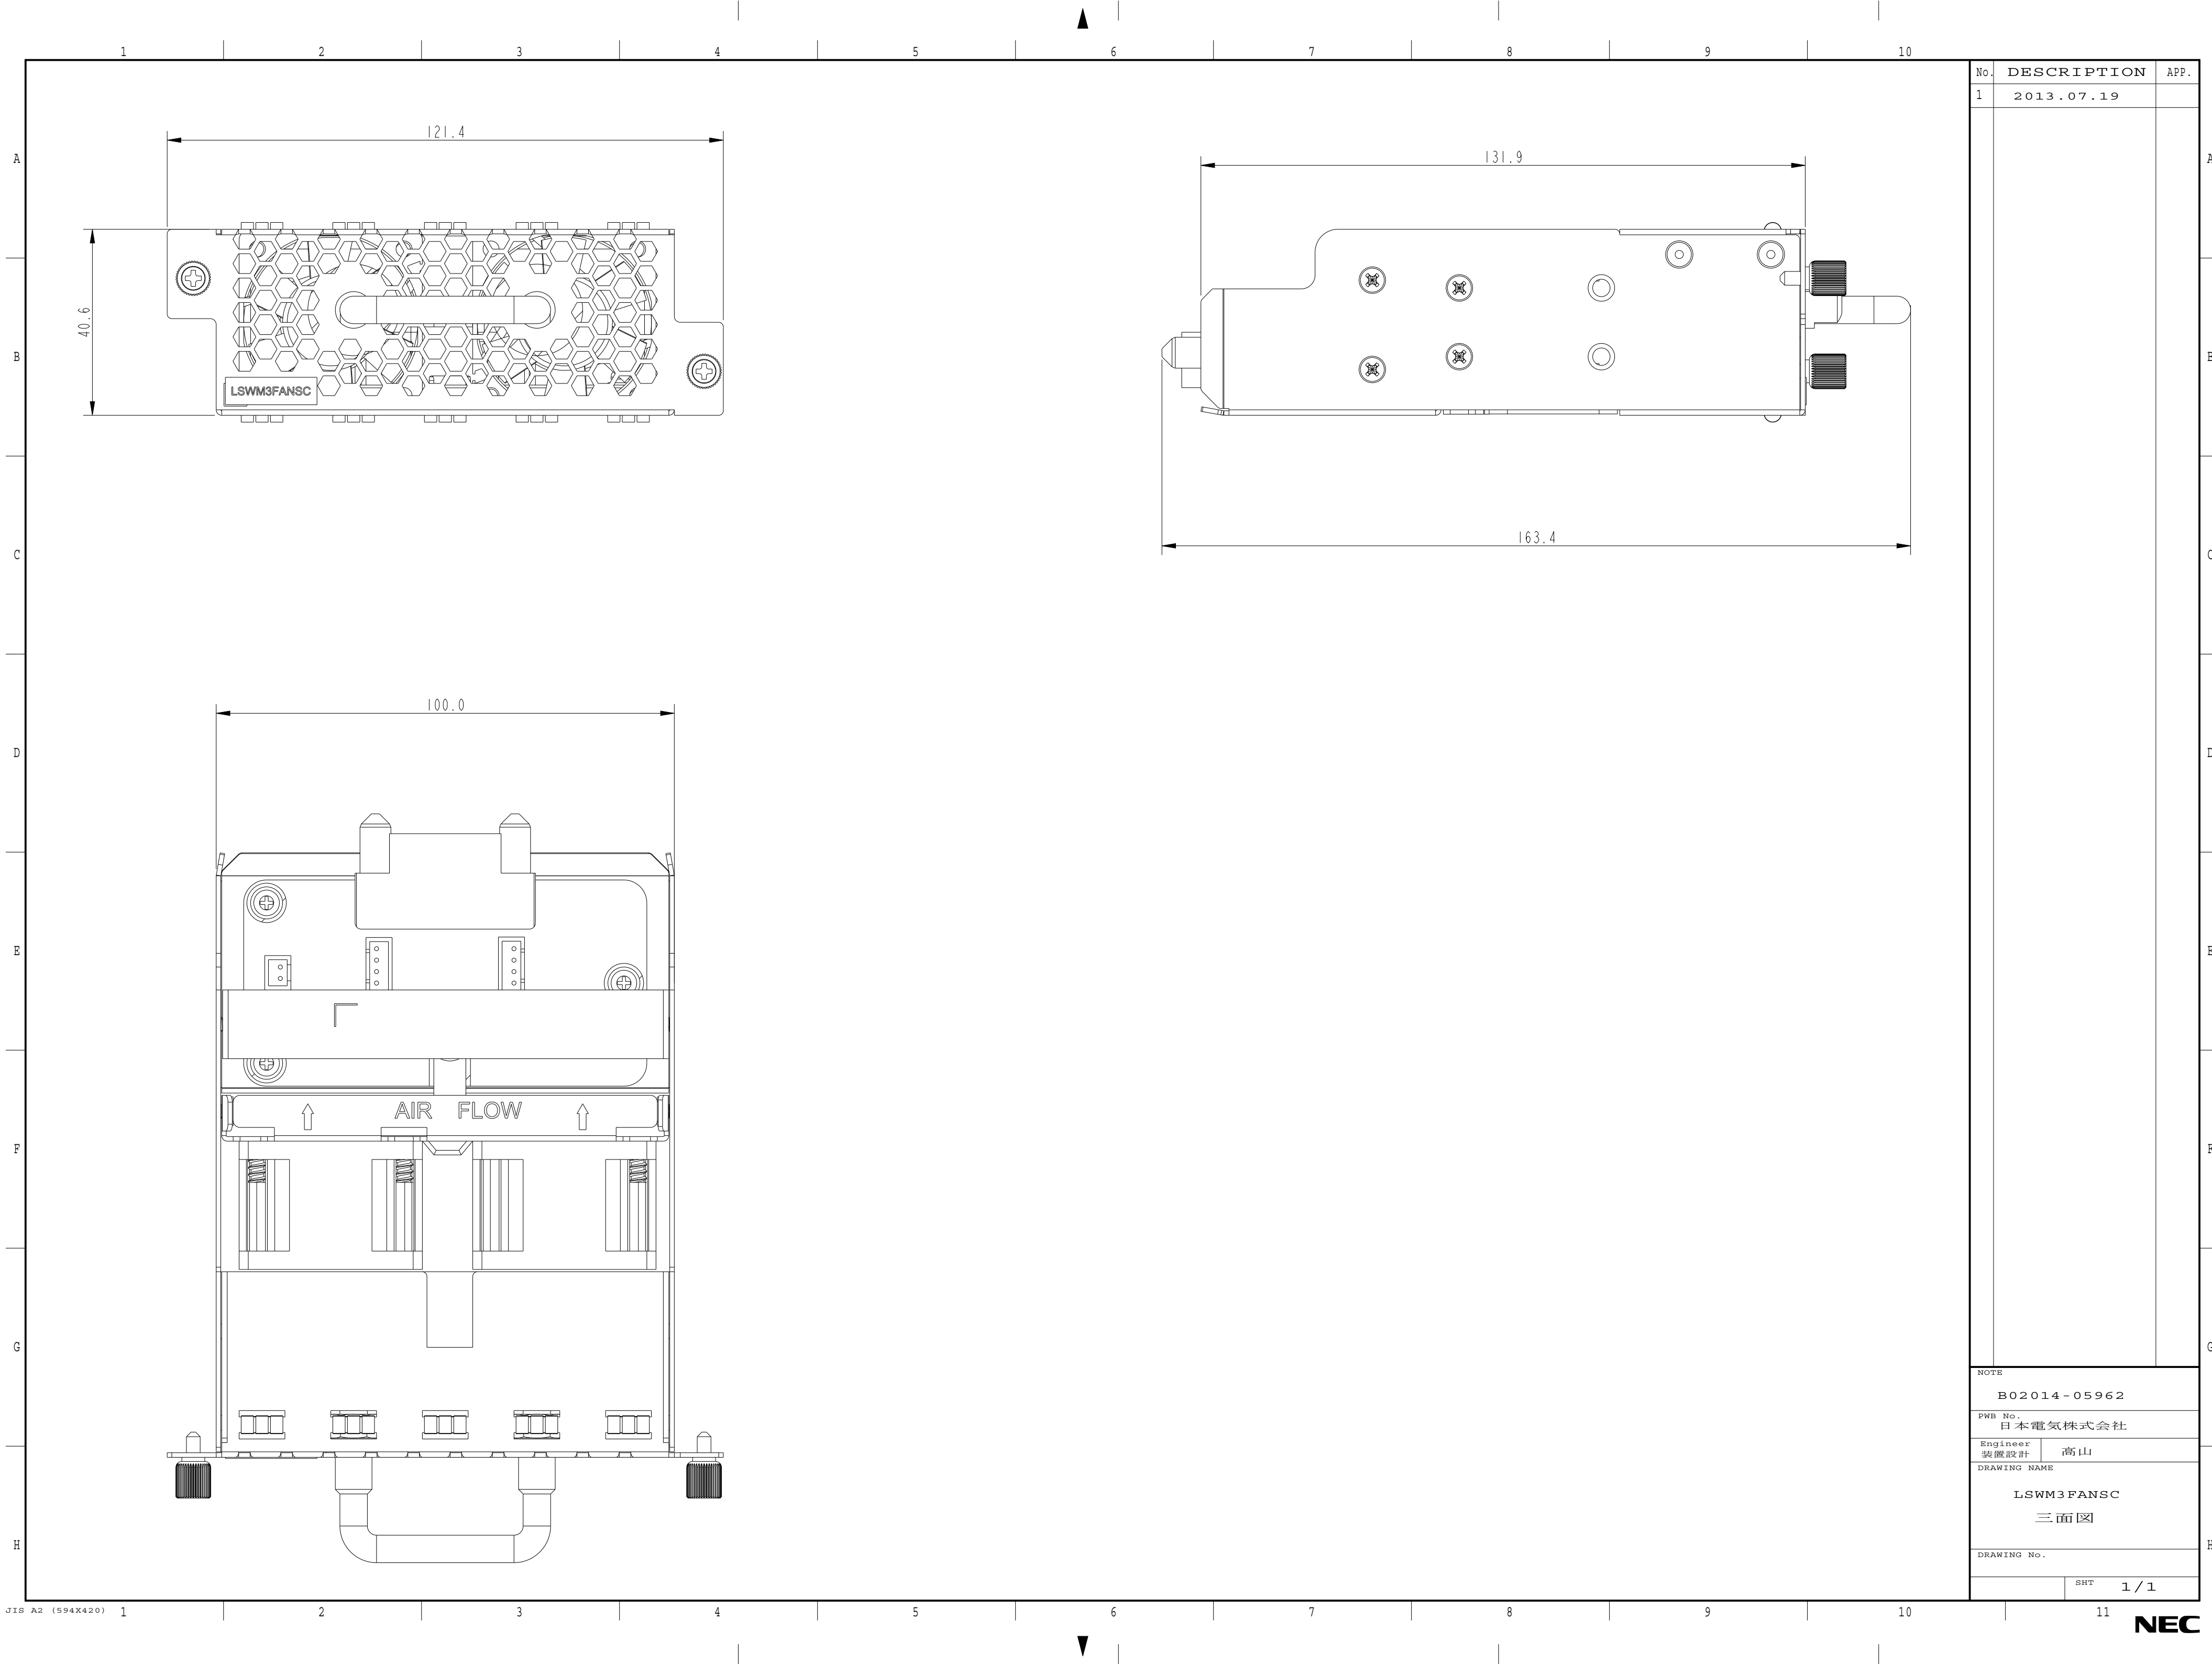 1 2 3 4 5 6 7 8 9 10
No. DESCRIPTION APP.
1 2013.07.19
A A
121.4
131.9
40.6
B B
LSWM3FANSC
163.4
C C
100.0
D D
E E
AIR FLOW
F F
G G
NOTE
B02014-05962
PWB No.
日本電気株式会社
Engineer
装置設計 高山
DRAWING NAME
LSWM3FANSC
三面図
H H
DRAWING No.
SHT 1/1
JIS A2 (594X420) 1 2 3 4 5 6 7 8 9 10 11
NEC